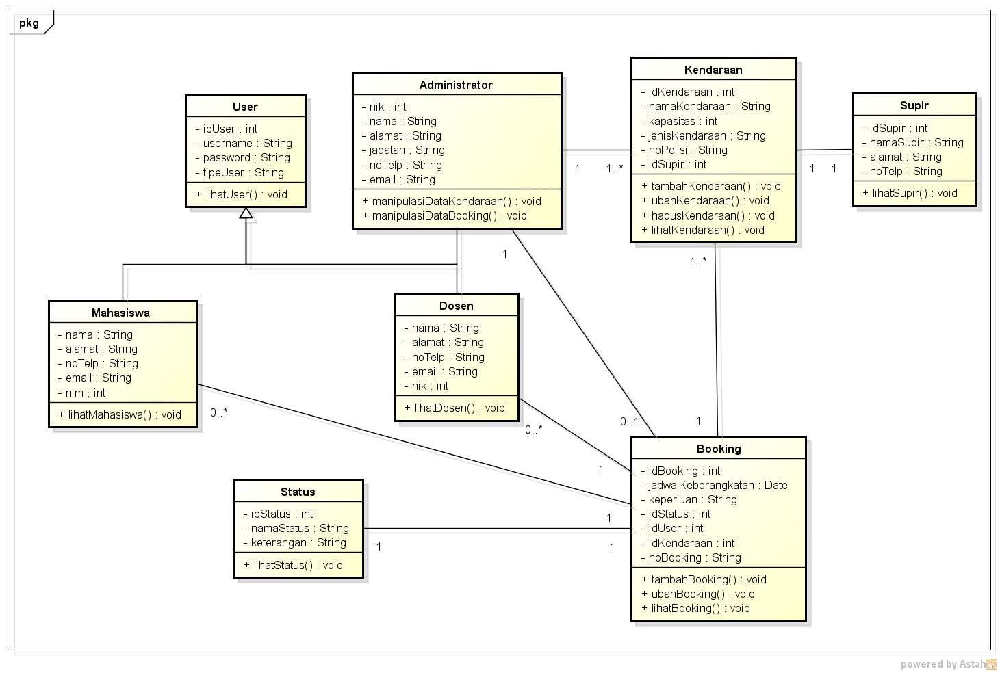 pkg
User
- idUser : int
- username : String
- password : String
- tipeUser : String
+ lihatUser() : void
Administrator
- nik : int
- nama : String
- alamat : String
- jabatan : String
- noTelp : String
- email : String
+ manipulasiDataKendaraan() : void
+ manipulasiDataBooking() : void
Kendaraan
- idKendaraan : int
- namaKendaraan : String
- kapasitas : int
- jenisKendaraan : String
- noPolisi : String
- idSupir : int
+ tambahKendaraan() : void
+ ubahKendaraan() : void
+ hapusKendaraan() : void
+ lihatKendaraan() : void
Supir
- idSupir : int
- namaSupir : String
- alamat : String
- noTelp : String
+ lihatSupir() : void
1
1..*
1
1
1
1..*
Mahasiswa
- nama : String
- alamat : String
- noTelp : String
- email : String
- nim : int
+ lihatMahasiswa() : void
0..*
Dosen
- nama : String
- alamat : String
- noTelp : String
- email : String
- nik : int
+ lihatDosen() : void
0..*
0..1
1
1
1
Status
- idStatus : int
- namaStatus : String
- keterangan : String
+ lihatStatus() : void
1
1
Booking
- idBooking : int
- jadwalKeberangkatan : Date
- keperluan : String
- idStatus : int
- idUser : int
- idKendaraan : int
- noBooking : String
+ tambahBooking() : void
+ ubahBooking() : void
+ lihatBooking() : void
powered by Astah